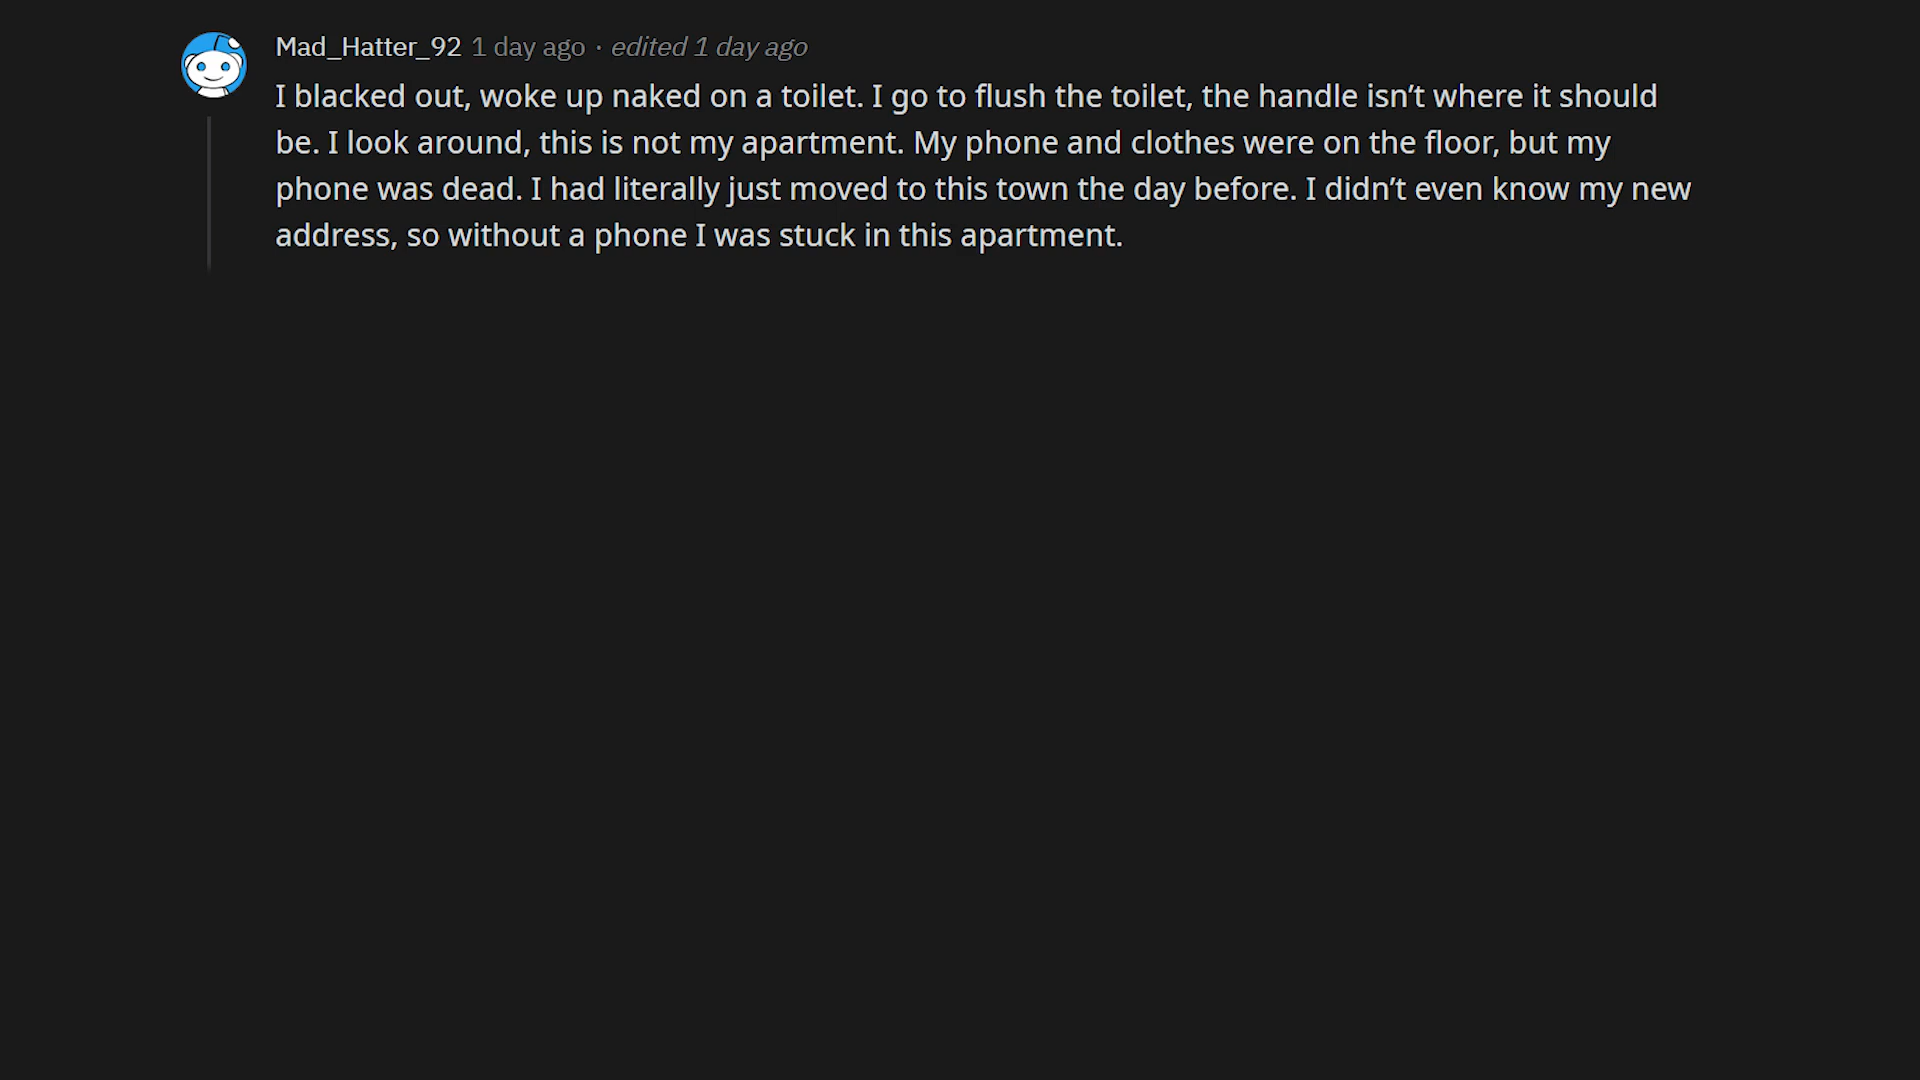 Mad_Hatter_92 1 day ago · edited 1 day ago
I blacked out, woke up naked on a toilet. I go to flush the toilet, the handle isn’t where it should
be. I look around, this is not my apartment. My phone and clothes were on the floor, but my
phone was dead. I had literally just moved to this town the day before. I didn’t even know my new
address, so without a phone I was stuck in this apartment.